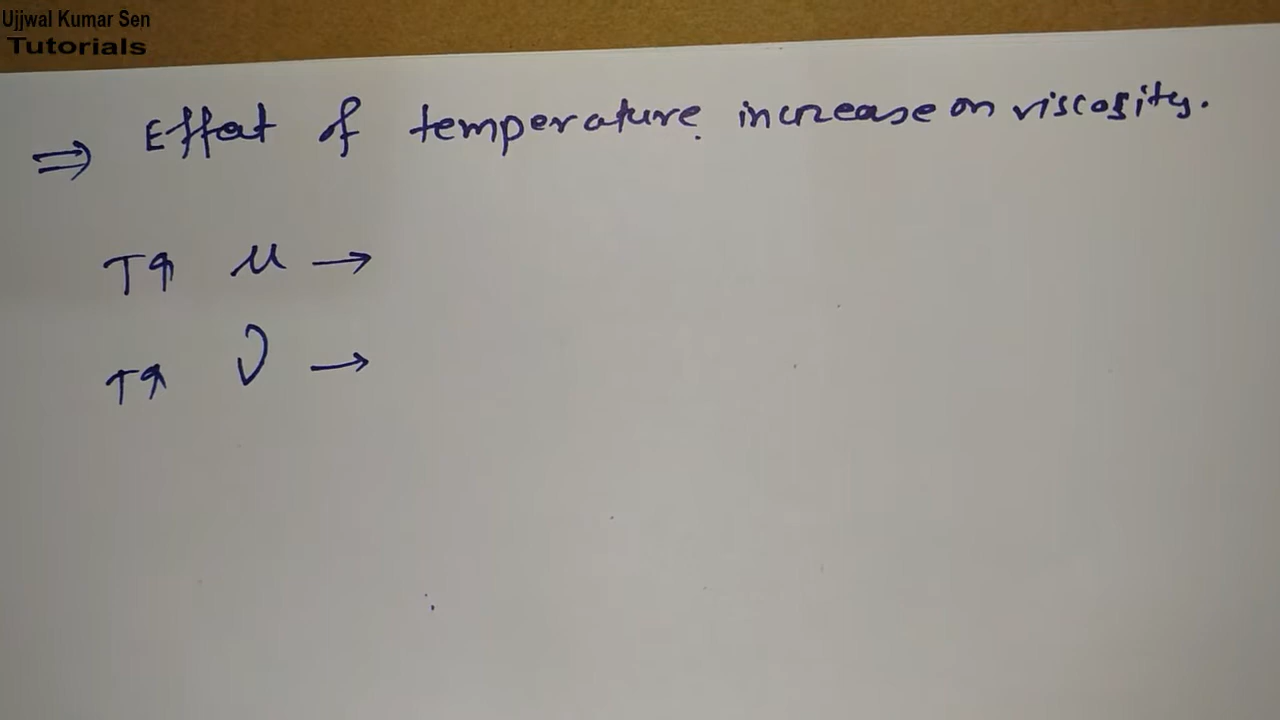 Ujjwal Kumar Sen
Tutorials
⇒ Effect of temperature increase on viscosity.
T↑ μ →
T↑ ν →